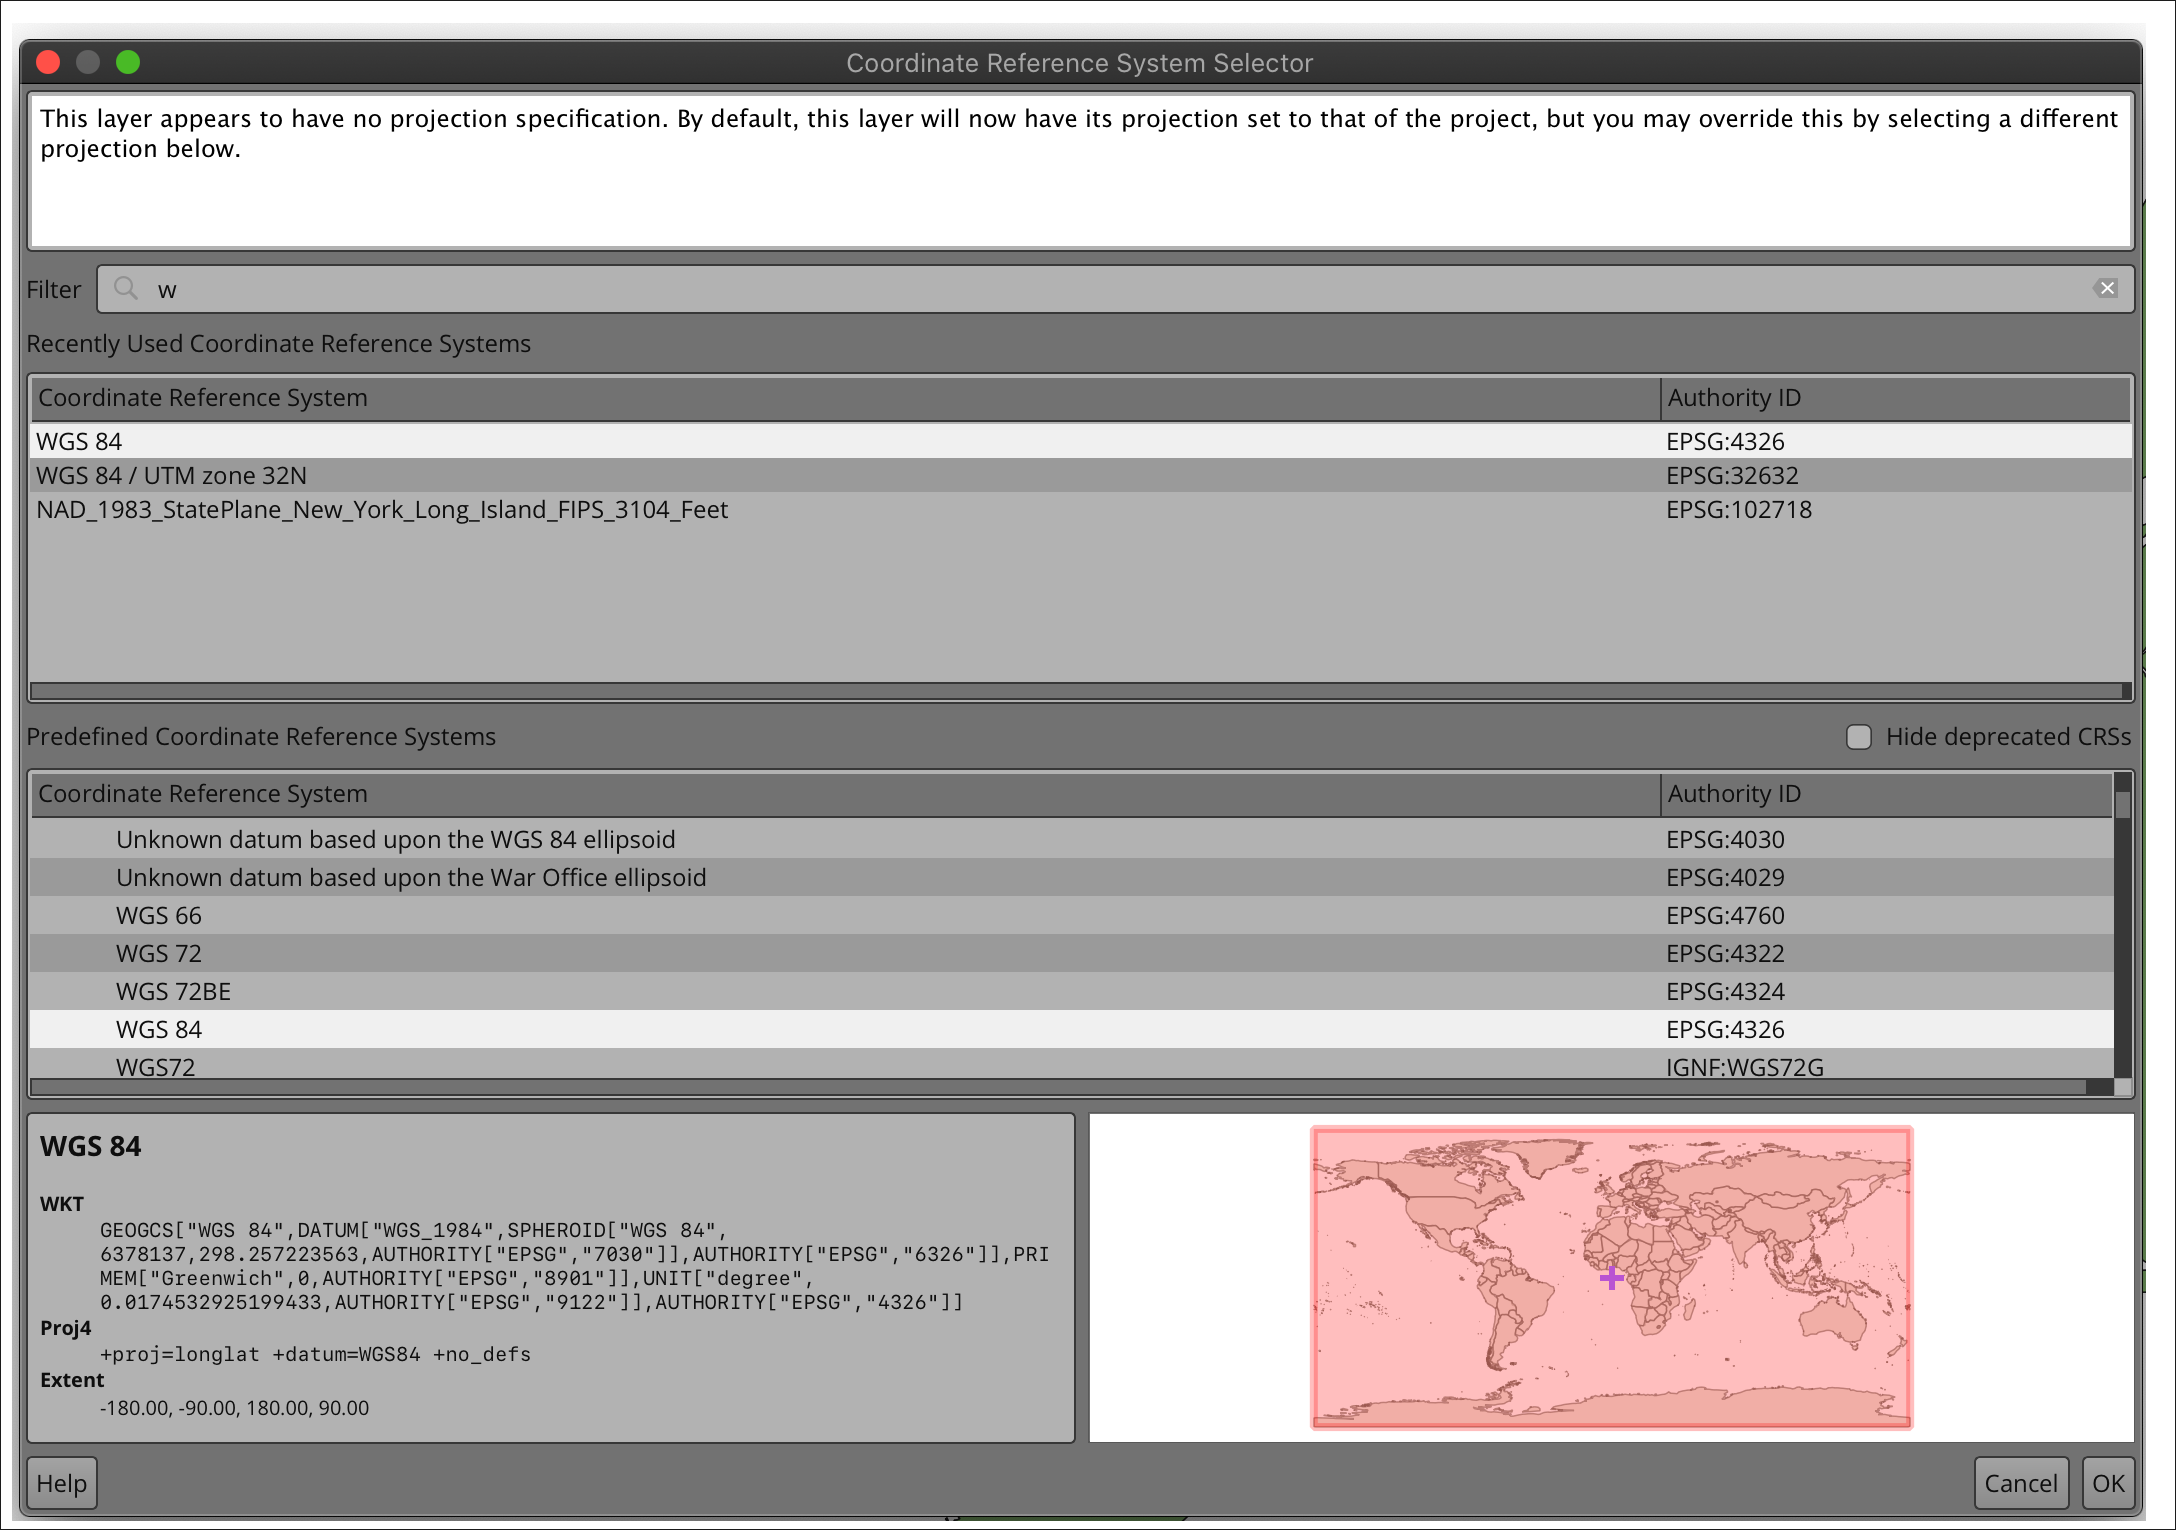 Coordinate Reference System Selector
This layer appears to have no projection specification. By default, this layer will now have its projection set to that of the project, but you may override this by selecting a different
projection below.
Filter w
Recently Used Coordinate Reference Systems
Coordinate Reference System Authority ID
WGS 84 EPSG:4326
WGS 84 / UTM zone 32N EPSG:32632
NAD_1983_StatePlane_New_York_Long_Island_FIPS_3104_Feet EPSG:102718
Predefined Coordinate Reference Systems Hide deprecated CRSs
Coordinate Reference System Authority ID
Unknown datum based upon the WGS 84 ellipsoid EPSG:4030
Unknown datum based upon the War Office ellipsoid EPSG:4029
WGS 66 EPSG:4760
WGS 72 EPSG:4322
WGS 72BE EPSG:4324
WGS 84 EPSG:4326
WGS72 IGNF:WGS72G
WGS 84
WKT
GEOGCS["WGS 84",DATUM["WGS_1984",SPHEROID["WGS 84",
6378137,298.257223563,AUTHORITY["EPSG","7030"]],AUTHORITY["EPSG","6326"]],PRI
MEM["Greenwich",0,AUTHORITY["EPSG","8901"]],UNIT["degree",
0.0174532925199433,AUTHORITY["EPSG","9122"]],AUTHORITY["EPSG","4326"]]
Proj4
+proj=longlat +datum=WGS84 +no_defs
Extent
-180.00, -90.00, 180.00, 90.00
Help Cancel OK